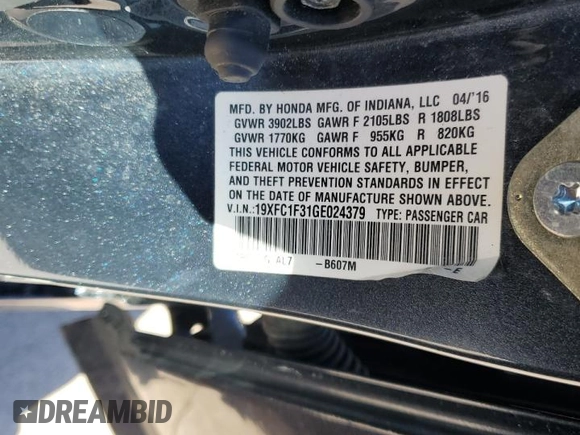 MFD. BY HONDA MFG. OF INDIANA, LLC 04/'16
GVWR 3902LBS GAWR F 2105LBS R 1808LBS
GVWR 1770KG GAWR F 955KG R 820KG
THIS VEHICLE CONFORMS TO ALL APPLICABLE
FEDERAL MOTOR VEHICLE SAFETY, BUMPER,
AND THEFT PREVENTION STANDARDS IN EFFECT
ON THE DATE OF MANUFACTURE SHOWN ABOVE.
V.I.N.:19XFC1F31GE024379 TYPE: PASSENGER CAR
AL7 -B607M -E
DREAMBID